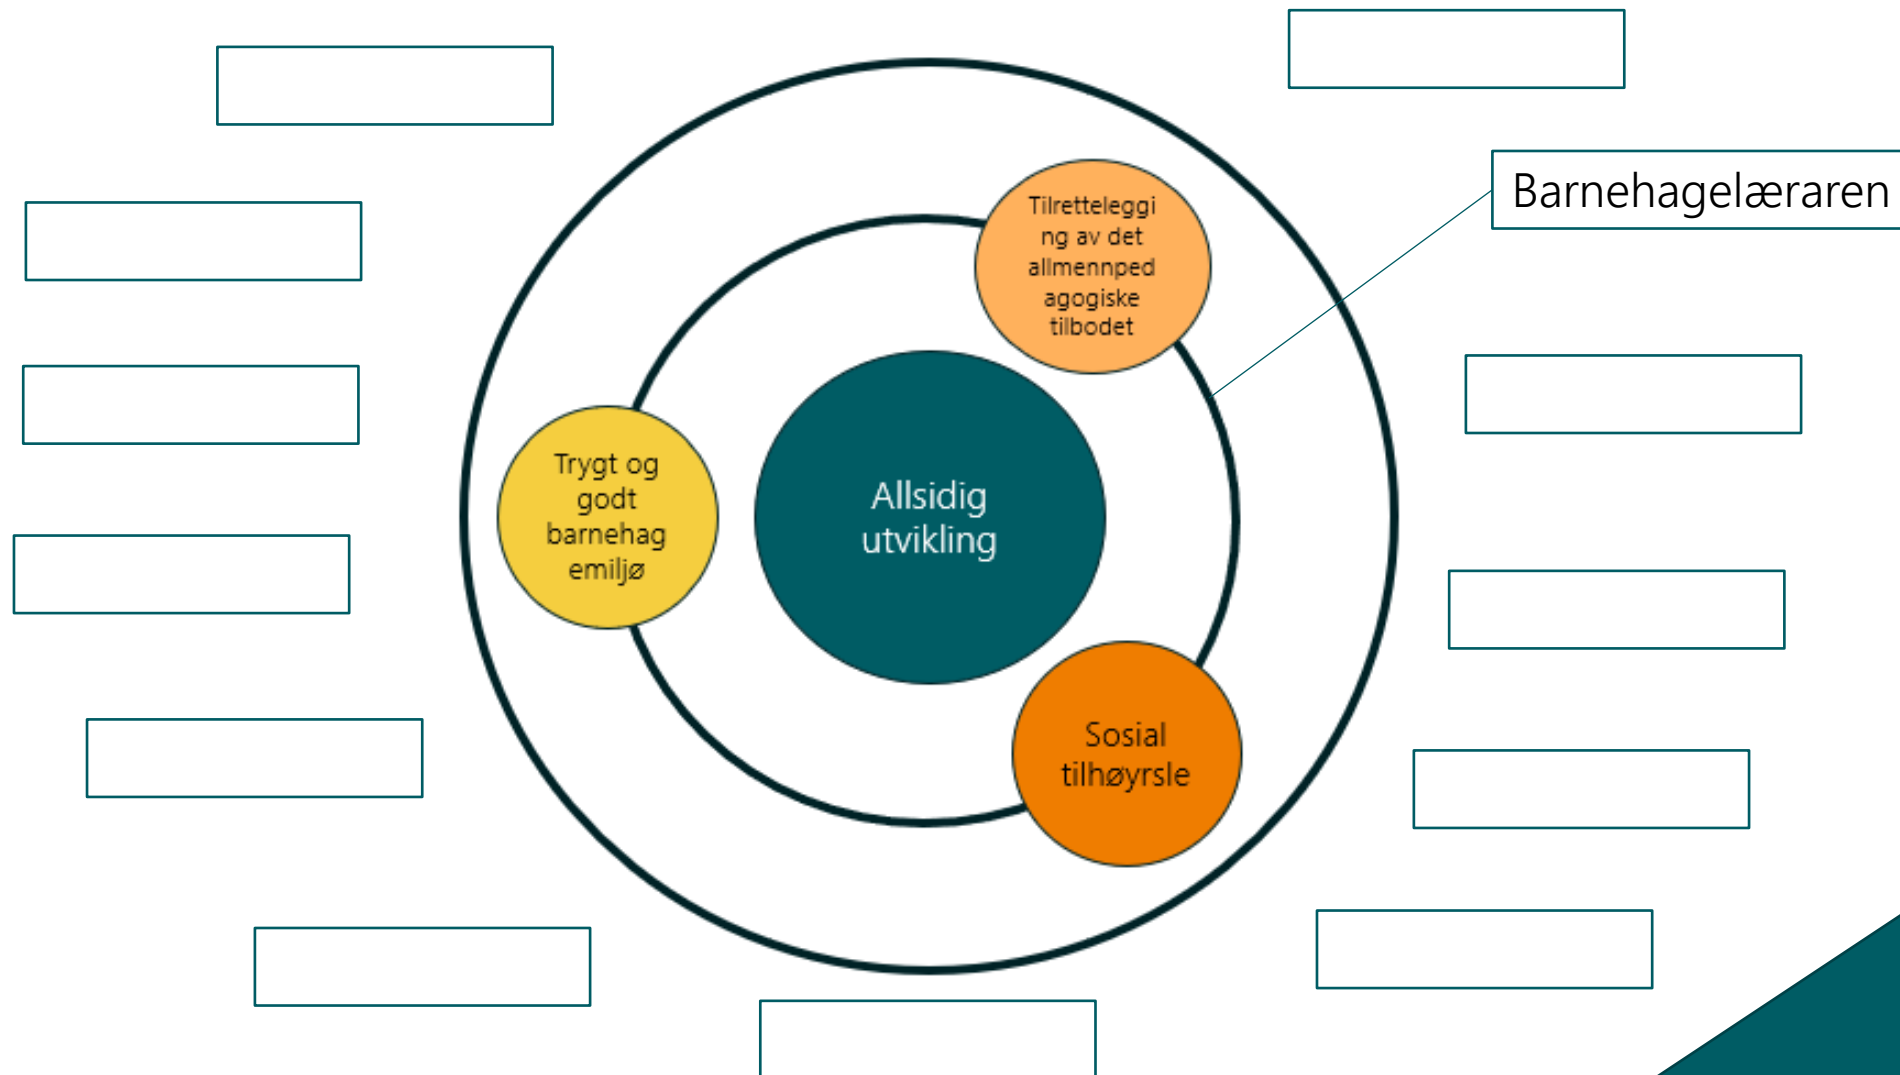 Barnehagelæraren
Tilretteleggi
ng av det
allmennped
agogiske
tilbodet
Trygt og
godt
barnehag
emiljø
Allsidig
utvikling
Sosial
tilhøyrsle